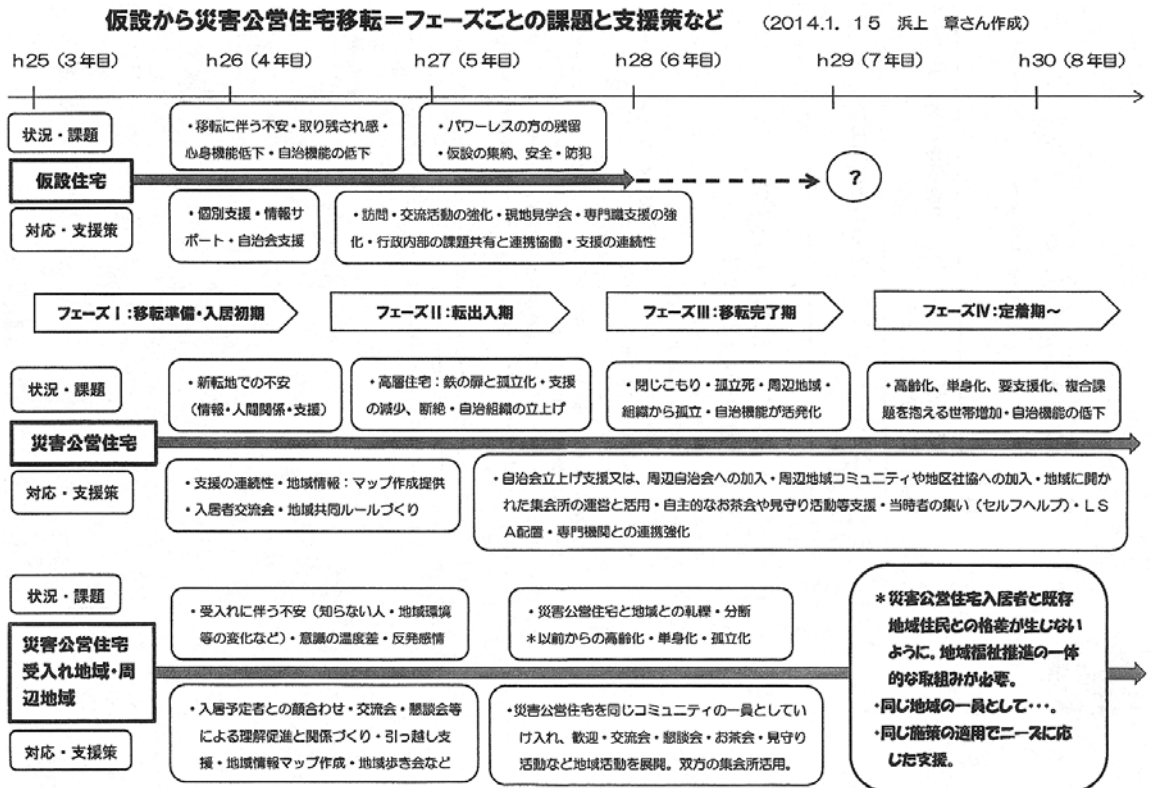 仮設から災害公営住宅移転＝フェーズごとの課題と支援策など （2014.1. 15 浜上 章さん作成）
h25（3年目） h26（4年目） h27（5年目） h28（6年目） h29（7年目） h30（8年目）
状況・課題
・移転に伴う不安・取り残され感・
心身機能低下・自治機能の低下
・パワーレスの方の残留
・仮設の集約、安全・防犯
仮設住宅
？
対応・支援策
・個別支援・情報サ
ポート・自治会支援
・訪問・交流活動の強化・現地見学会・専門職支援の強
化・行政内部の課題共有と連携協働・支援の連続性
フェーズⅠ：移転準備・入居初期
フェーズⅡ：転出入期
フェーズⅢ：移転完了期
フェーズⅣ：定着期～
状況・課題
・新転地での不安
（情報・人間関係・支援）
・高層住宅：鉄の扉と孤立化・支援
の減少、断絶・自治組織の立上げ
・閉じこもり・孤立死・周辺地域・
組織から孤立・自治機能が活発化
・高齢化、単身化、要支援化、複合課
題を抱える世帯増加・自治機能の低下
災害公営住宅
対応・支援策
・支援の連続性・地域情報：マップ作成提供
・入居者交流会・地域共同ルールづくり
・自治会立上げ支援又は、周辺自治会への加入・周辺地域コミュニティや地区社協への加入・地域に開か
れた集会所の運営と活用・自主的なお茶会や見守り活動等支援・当時者の集い（セルフヘルプ）・ＬＳ
Ａ配置・専門機関との連携強化
状況・課題
・受入れに伴う不安（知らない人・地域環境
等の変化など）・意識の温度差・反発感情
・災害公営住宅と地域との軋轢・分断
＊以前からの高齢化・単身化・孤立化
災害公営住宅
受入れ地域・周
辺地域
対応・支援策
・入居予定者との顔合わせ・交流会・懇談会等
による理解促進と関係づくり・引っ越し支
援・地域情報マップ作成・地域歩き会など
・災害公営住宅を同じコミュニティの一員としてい
け入れ、歓迎・交流会・懇談会・お茶会・見守り
活動など地域活動を展開。双方の集会所活用。
＊災害公営住宅入居者と既存
地域住民との格差が生じない
ように。地域福祉推進の一体
的な取組みが必要。
・同じ地域の一員として・・・。
・同じ施策の適用でニーズに応
じた支援。